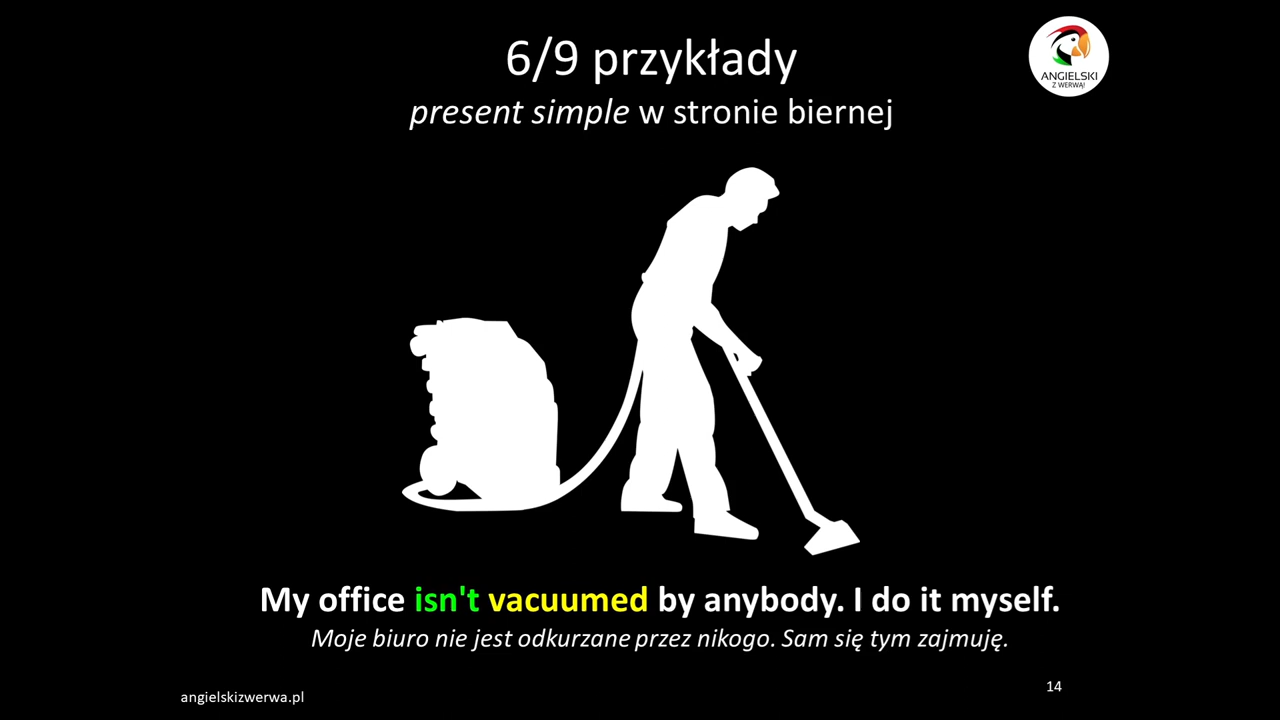 6/9 przykłady
present simple w stronie biernej
ANGIELSKI
Z WERWĄ!
My office isn't vacuumed by anybody. I do it myself.
Moje biuro nie jest odkurzane przez nikogo. Sam się tym zajmuję.
14
angielskizwerwa.pl